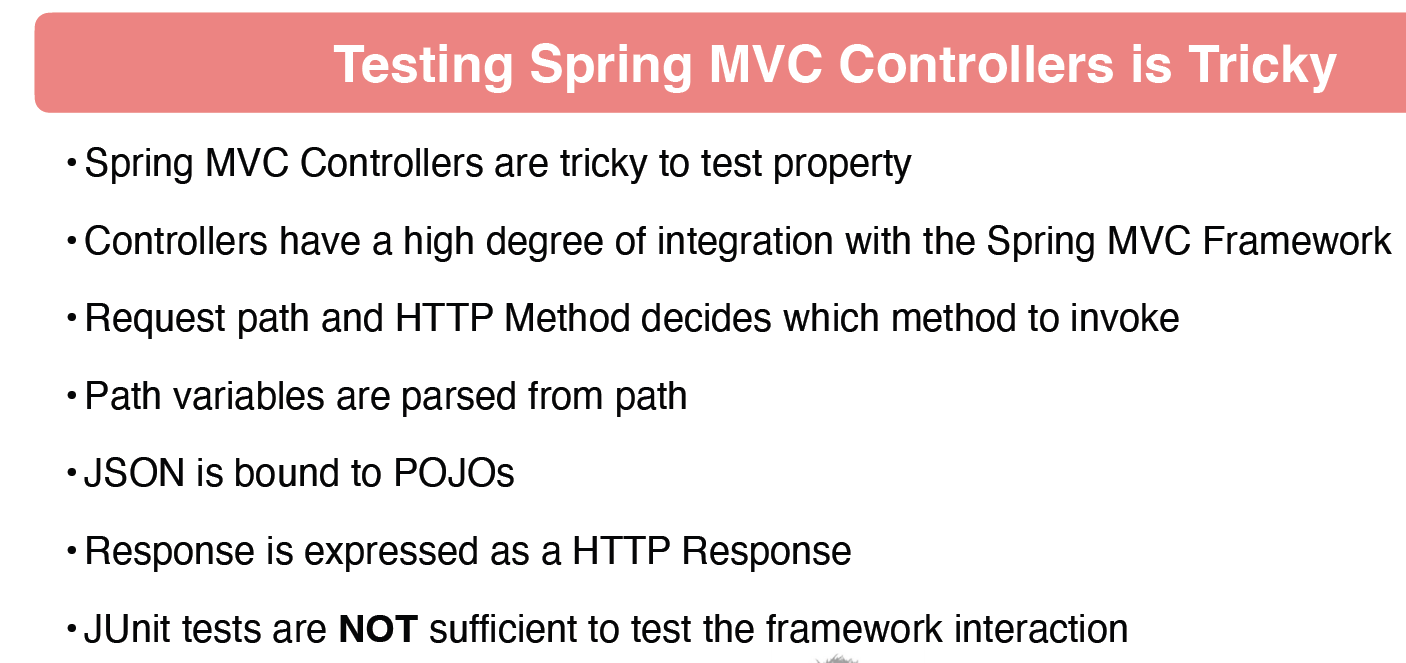 Testing Spring MVC Controllers is Tricky
• Spring MVC Controllers are tricky to test property
• Controllers have a high degree of integration with the Spring MVC Framework
• Request path and HTTP Method decides which method to invoke
• Path variables are parsed from path
• JSON is bound to POJOs
• Response is expressed as a HTTP Response
• JUnit tests are NOT sufficient to test the framework interaction